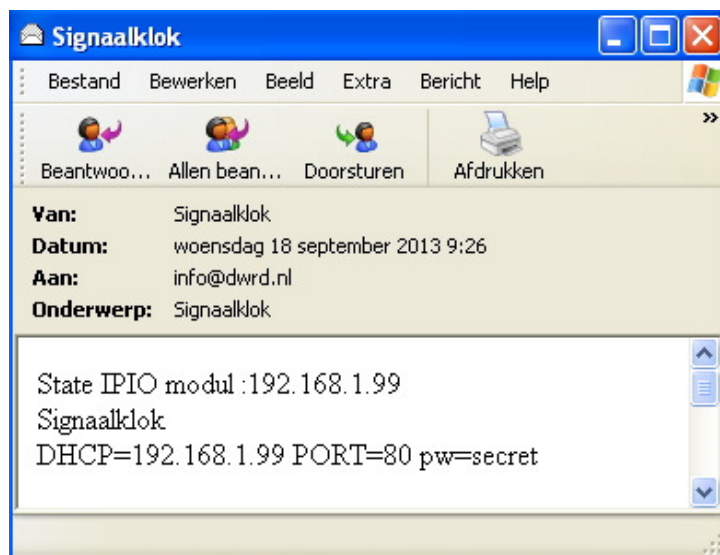 Signaalklok
Bestand Bewerken Beeld Extra Bericht Help
»
Beantwoo... Allen bean... Doorsturen Afdrukken
Van: Signaalklok
Datum: woensdag 18 september 2013 9:26
Aan: info@dwrd.nl
Onderwerp: Signaalklok
State IPIO modul :192.168.1.99
Signaalklok
DHCP=192.168.1.99 PORT=80 pw=secret